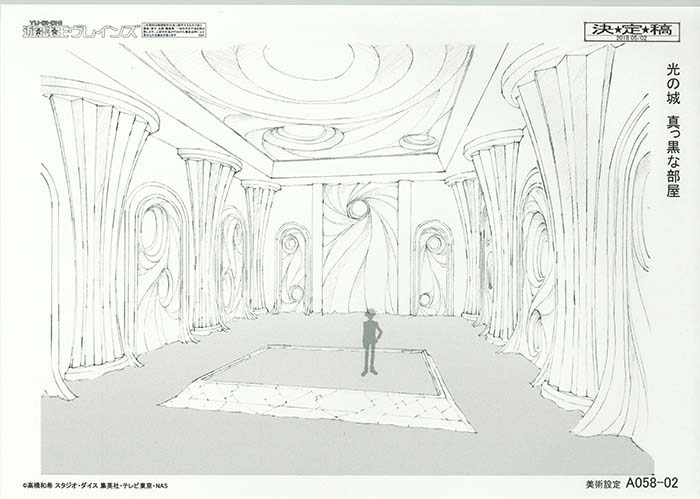 YU-GI-OH!
遊☆戯☆王ヴレインズ
決★定★稿
2018 05/02
光の城 真っ黒な部屋
©高橋和希 スタジオ・ダイス 集英社・テレビ東京・NAS
美術設定 A058-02